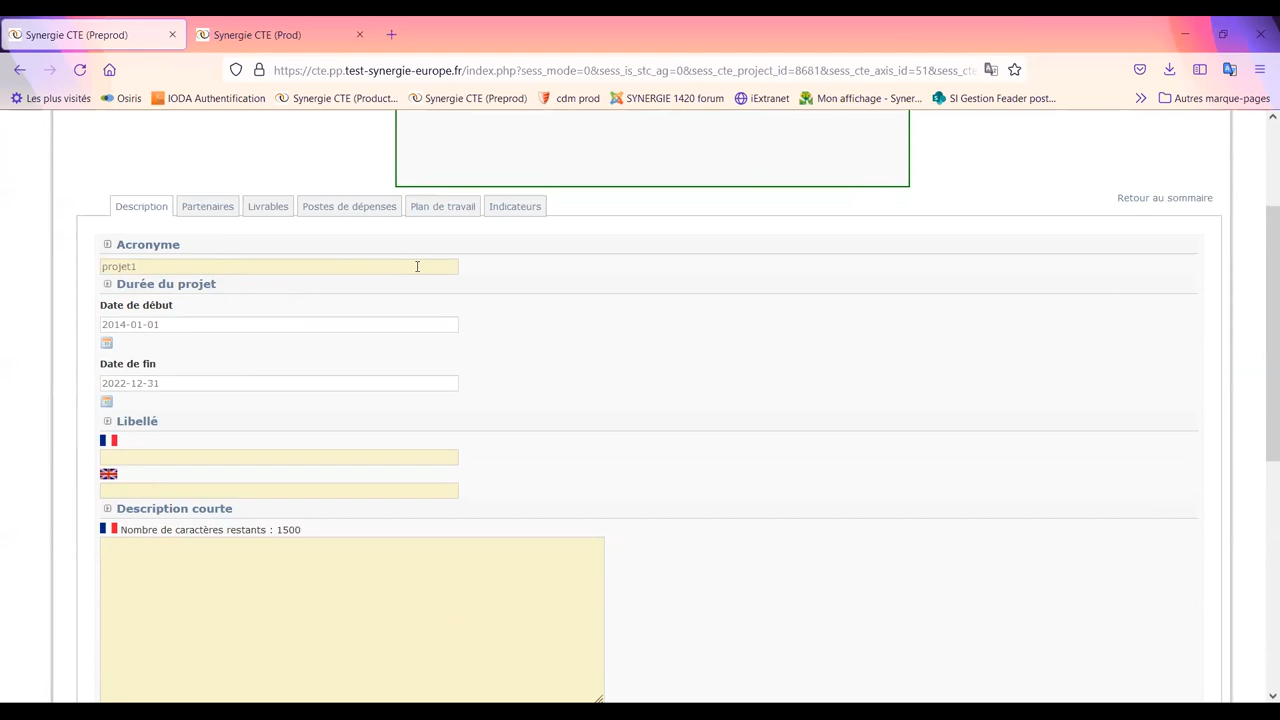 Synergie CTE (Preprod)
Synergie CTE (Prod)
https://cte.pp.test-synergie-europe.fr/index.php?sess_mode=0&sess_is_stc_ag=0&sess_cte_project_id=8681&sess_cte_axis_id=51&sess_cte
Les plus visités
Osiris
IODA Authentification
Synergie CTE (Product...
Synergie CTE (Preprod)
cdm prod
SYNERGIE 1420 forum
iExtranet
Mon affichage - Syner...
SI Gestion Feader post...
Autres marque-pages
Retour au sommaire
Description
Partenaires
Livrables
Postes de dépenses
Plan de travail
Indicateurs
Acronyme
projet1
Durée du projet
Date de début
2014-01-01
Date de fin
2022-12-31
Libellé
Description courte
Nombre de caractères restants : 1500